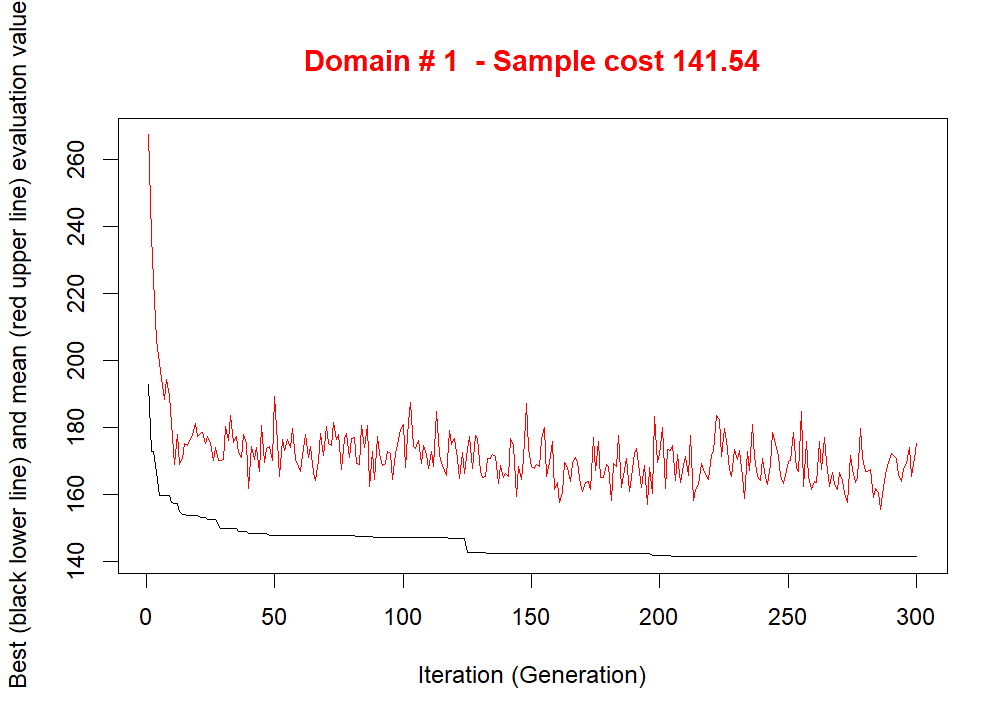 Domain # 1  - Sample cost 141.54
Best (black lower line) and mean (red upper line) evaluation value
260
240
220
200
180
160
140
0 50 100 150 200 250 300
Iteration (Generation)